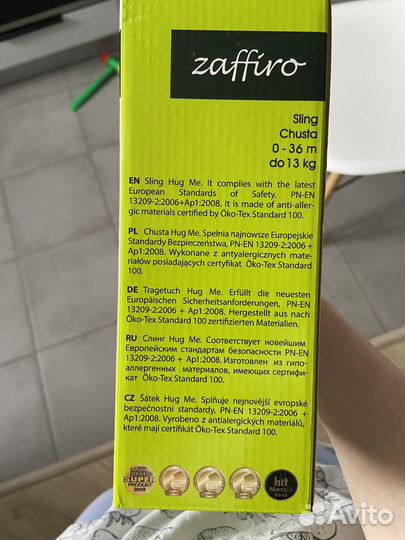 zaffiro
Sling
Chusta
0 - 36 m
do 13 kg
EN Sling Hug Me. It complies with the latest
European Standards of Safety, PN-EN
13209-2:2006+Ap1:2008. It is made of anti-aller-
gic materials certified by Öko-Tex Standard 100.
PL Chusta Hug Me. Spełnia najnowsze Europejskie
Standardy Bezpieczeństwa, PN-EN 13209-2:2006 +
Ap1:2008. Wykonane z antyalergicznych mate-
riałów posiadających certyfikat Öko-Tex Standard
100.
DE Tragetuch Hug Me. Erfüllt die neuesten
Europäischen Sicherheitsanforderungen, PN-EN
13209-2:2006 + Ap1:2008. Hergestellt aus nach
Öko-Tex Standard 100 zertifizierten Materialien.
RU Слинг Hug Me. Соответствует новейшим
Европейским стандартам безопасности PN-EN
13209-2:2006+ Ap1:2008. Изготовлен из гипо-
аллергенных материалов, имеющих сертифи-
кат Öko-Tex Standard 100.
CZ Šátek Hug Me. Splňuje nejnovější evropské
bezpečnostní standardy, PN-EN 13209-2:2006 +
Ap1:2008. Vyrobeno z antialergických materiálů,
které mají certifikát Öko-Tex Standard 100.
SUPER
PRODUKT
2009
hit
2012
Avito